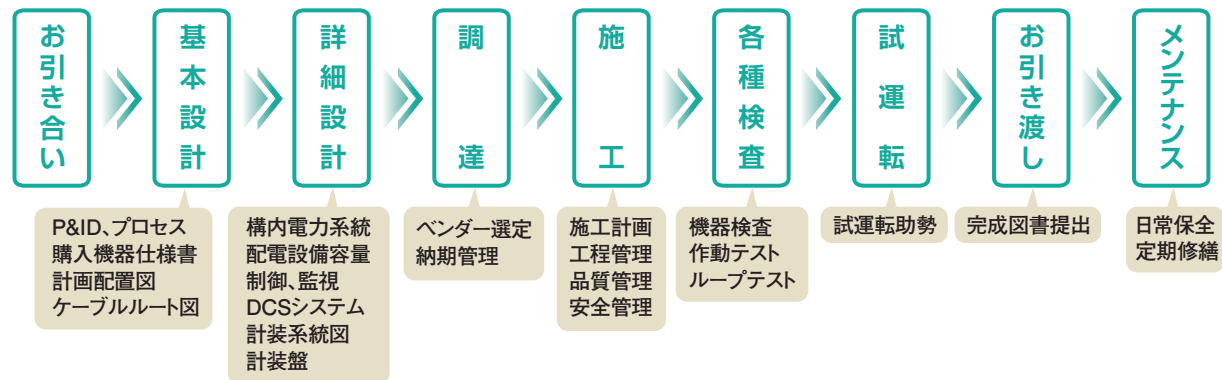 お引き合い
基本設計
詳細設計
調達
施工
各種検査
試運転
お引き渡し
メンテナンス
P&ID、プロセス
購入機器仕様書
計画配置図
ケーブルルート図
構内電力系統
配電設備容量
制御、監視
DCSシステム
計装系統図
計装盤
ベンダー選定
納期管理
施工計画
工程管理
品質管理
安全管理
機器検査
作動テスト
ループテスト
試運転助勢
完成図書提出
日常保全
定期修繕